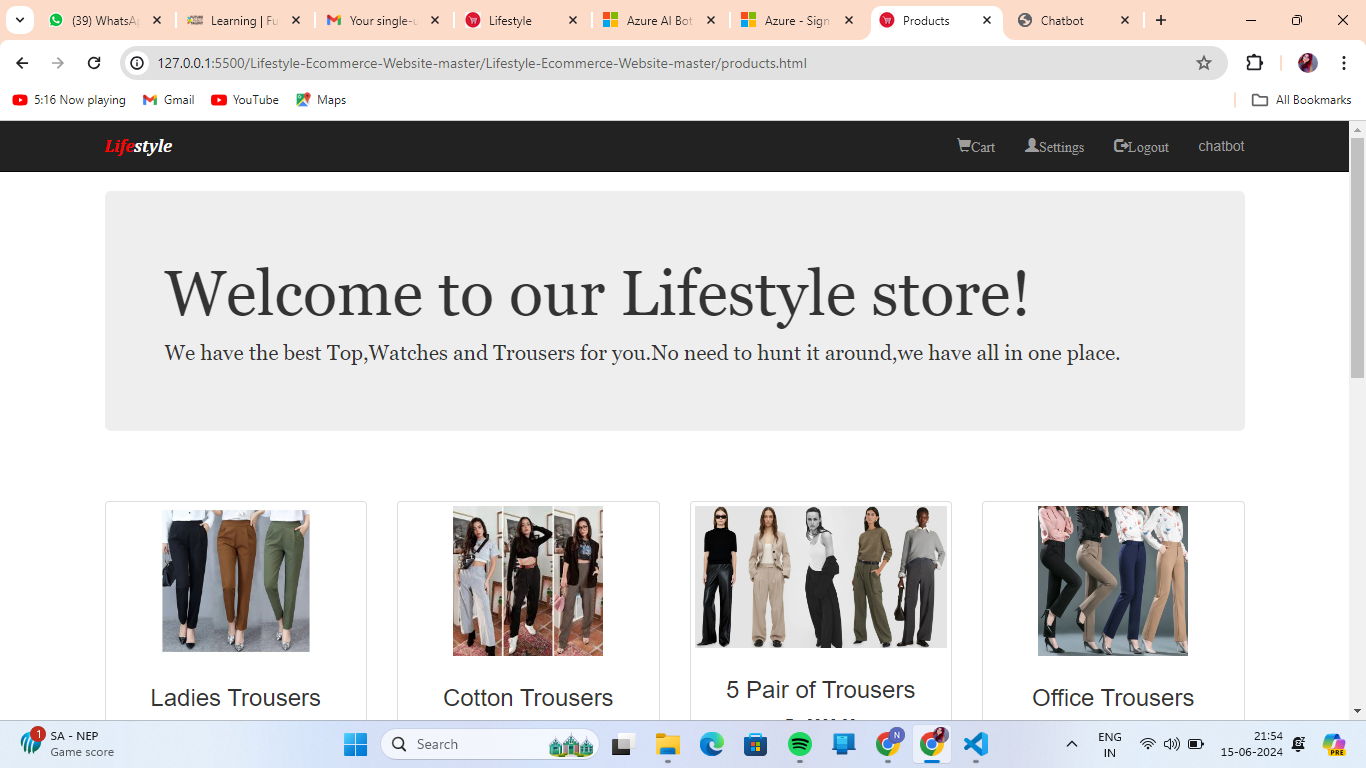 (39) WhatsA
Learning | Fu
Your single-u
Lifestyle
Azure AI Bot
Azure - Sign
Products
Chatbot
127.0.0.1:5500/Lifestyle-Ecommerce-Website-master/Lifestyle-Ecommerce-Website-master/products.html
5:16 Now playing
Gmail
YouTube
Maps
All Bookmarks
Lifestyle
Cart
Settings
Logout
chatbot
Welcome to our Lifestyle store!
We have the best Top,Watches and Trousers for you.No need to hunt it around,we have all in one place.
Ladies Trousers
Cotton Trousers
5 Pair of Trousers
Office Trousers
1
SA - NEP
Game score
Search
N
PRE
ENG
IN
21:54
15-06-2024